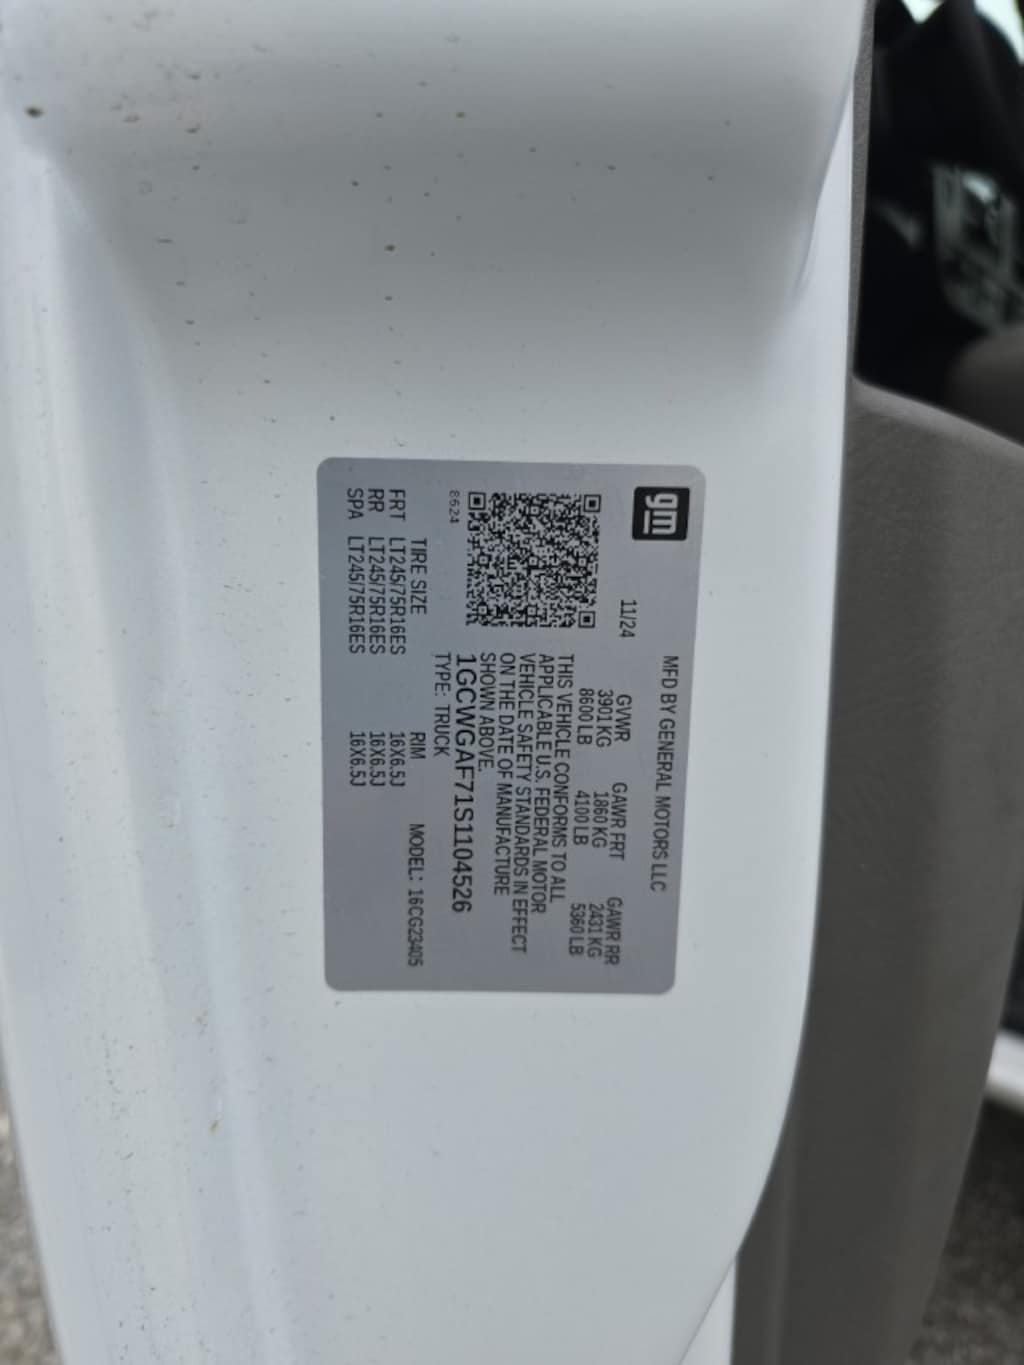 gm
MFD BY GENERAL MOTORS LLC
11/24
GVWR GAWR FRT GAWR RR
3901 KG 1860 KG 2431 KG
8600 LB 4100 LB 5360 LB
THIS VEHICLE CONFORMS TO ALL
APPLICABLE U.S. FEDERAL MOTOR
VEHICLE SAFETY STANDARDS IN EFFECT
ON THE DATE OF MANUFACTURE
SHOWN ABOVE.
1GCWGAF71S1104526
8624
TYPE: TRUCK
TIRE SIZE RIM MODEL: 16CG23405
FRT LT245/75R16ES 16X6.5J
RR LT245/75R16ES 16X6.5J
SPA LT245/75R16ES 16X6.5J